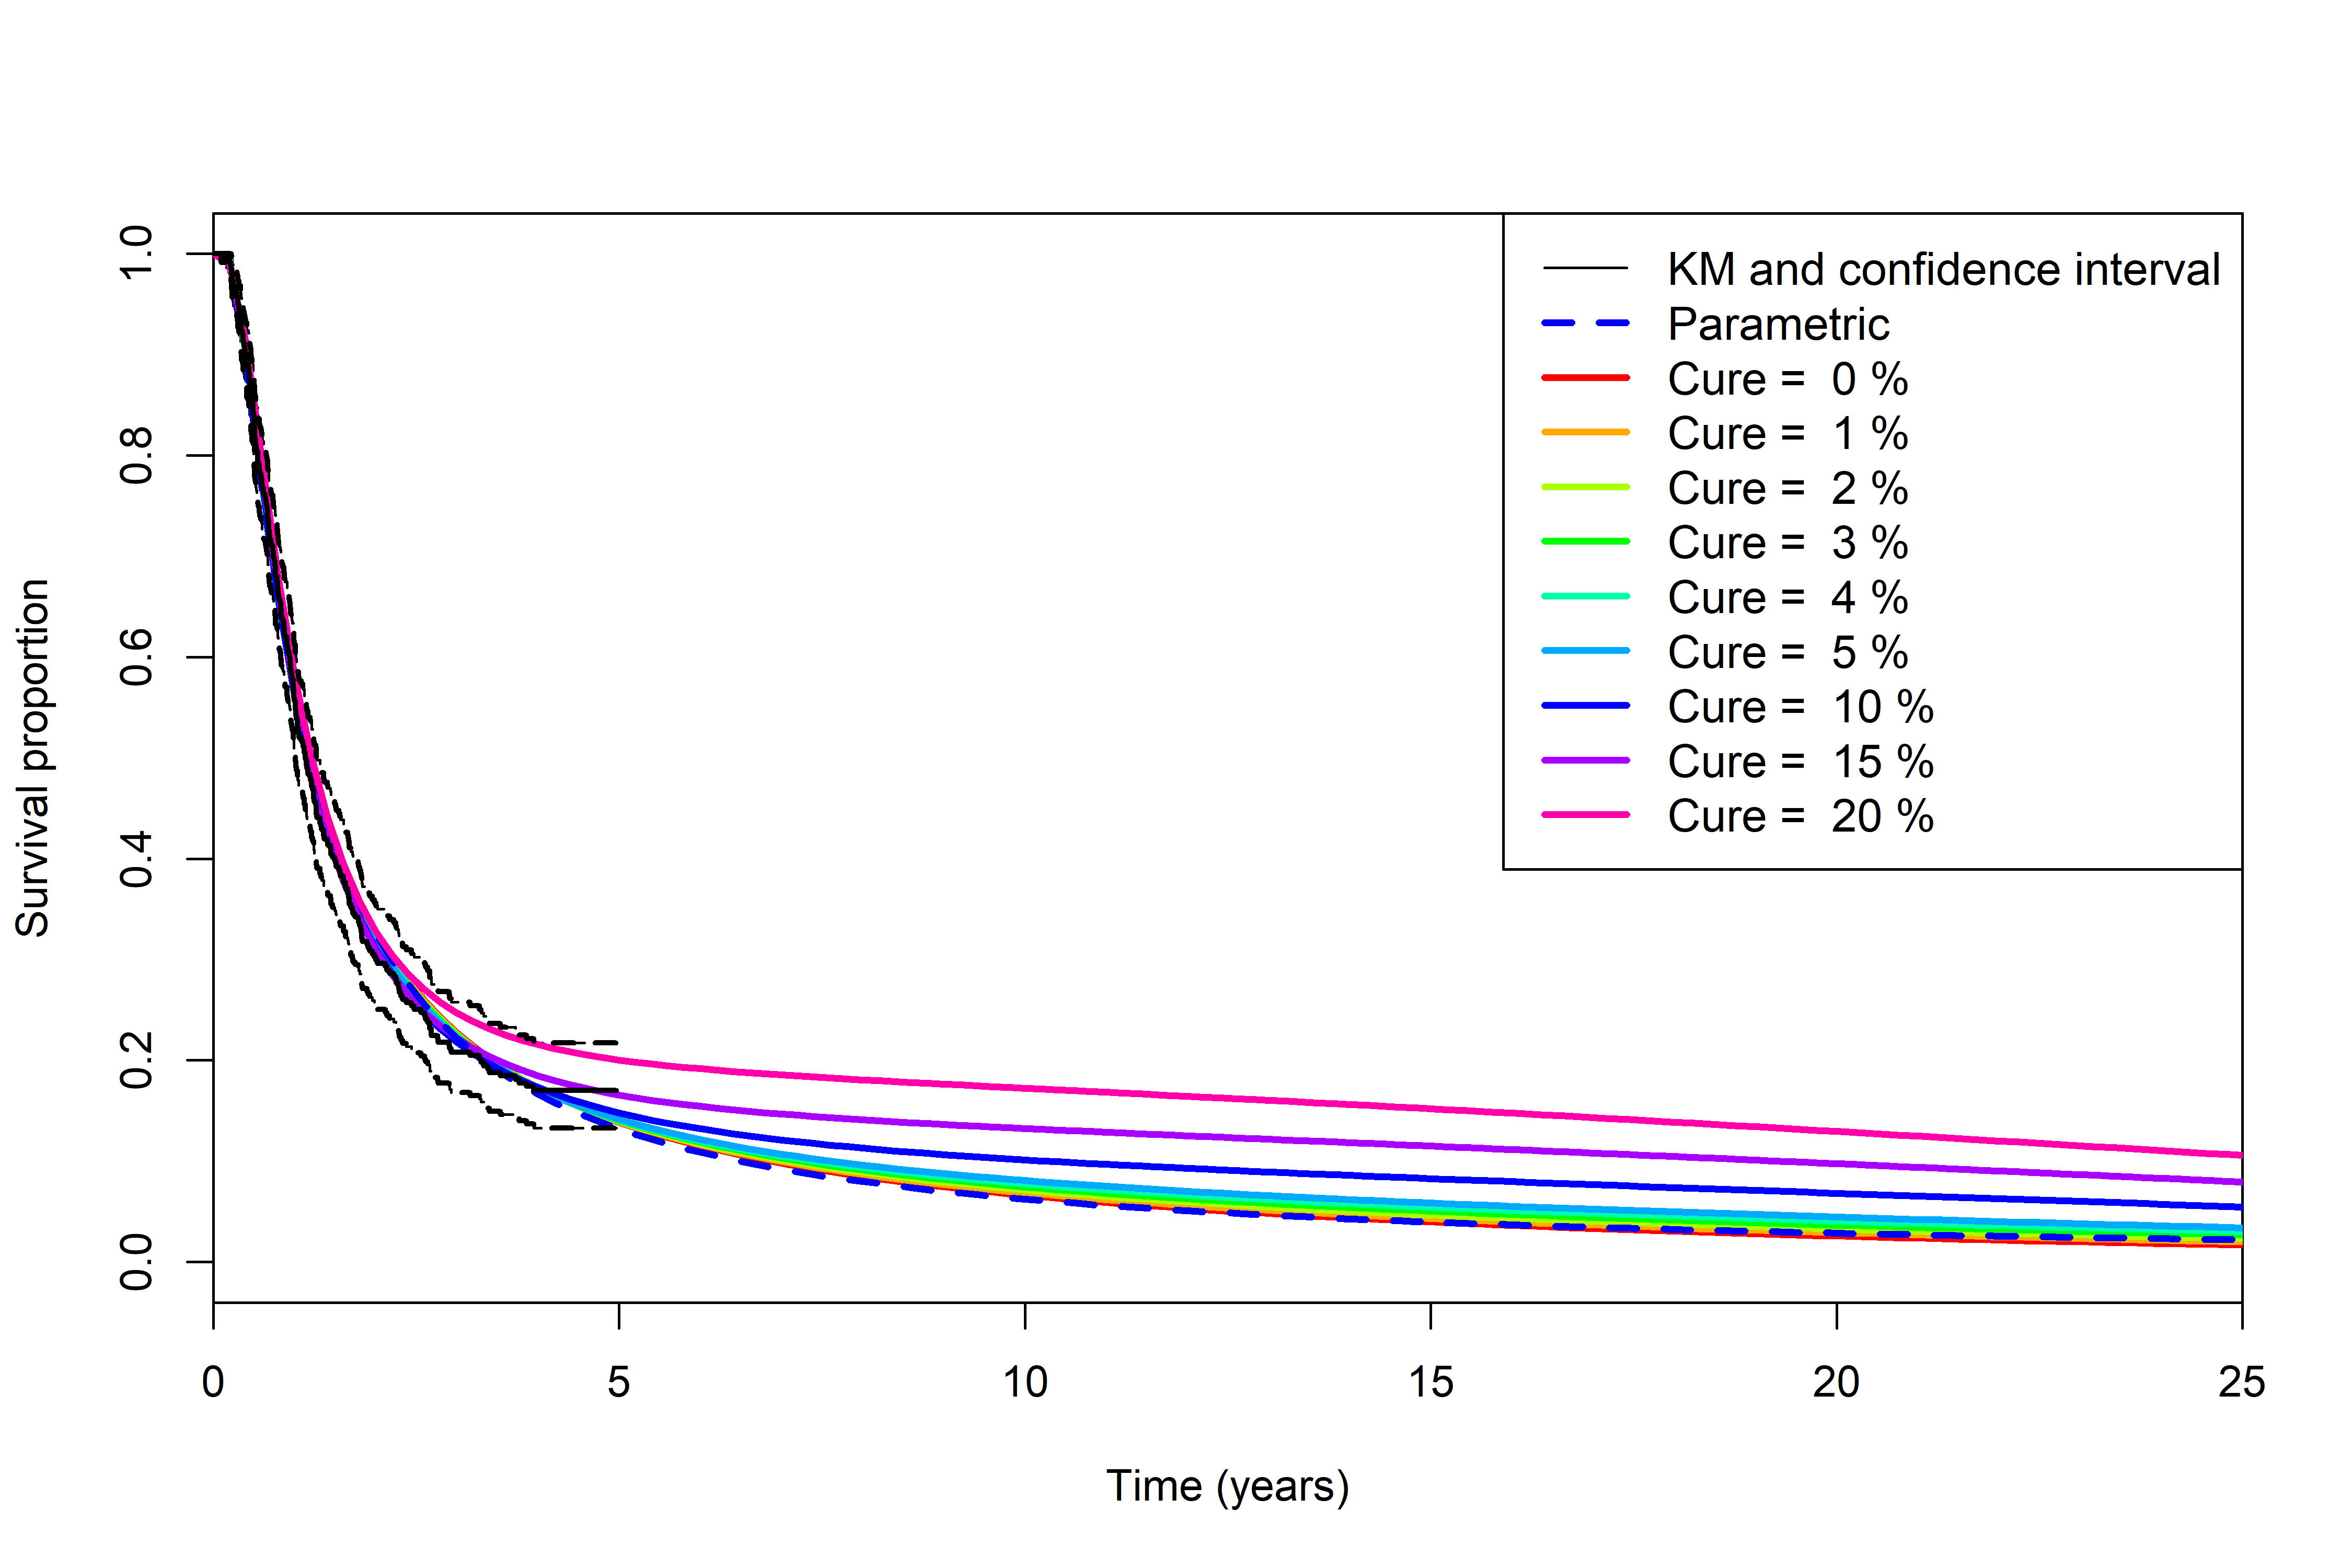 KM and confidence interval
Parametric
Cure = 0 %
Cure = 1 %
Cure = 2 %
Cure = 3 %
Cure = 4 %
Cure = 5 %
Cure = 10 %
Cure = 15 %
Cure = 20 %
Survival proportion
1.0
0.8
0.6
0.4
0.2
0.0
0 5 10 15 20 25
Time (years)